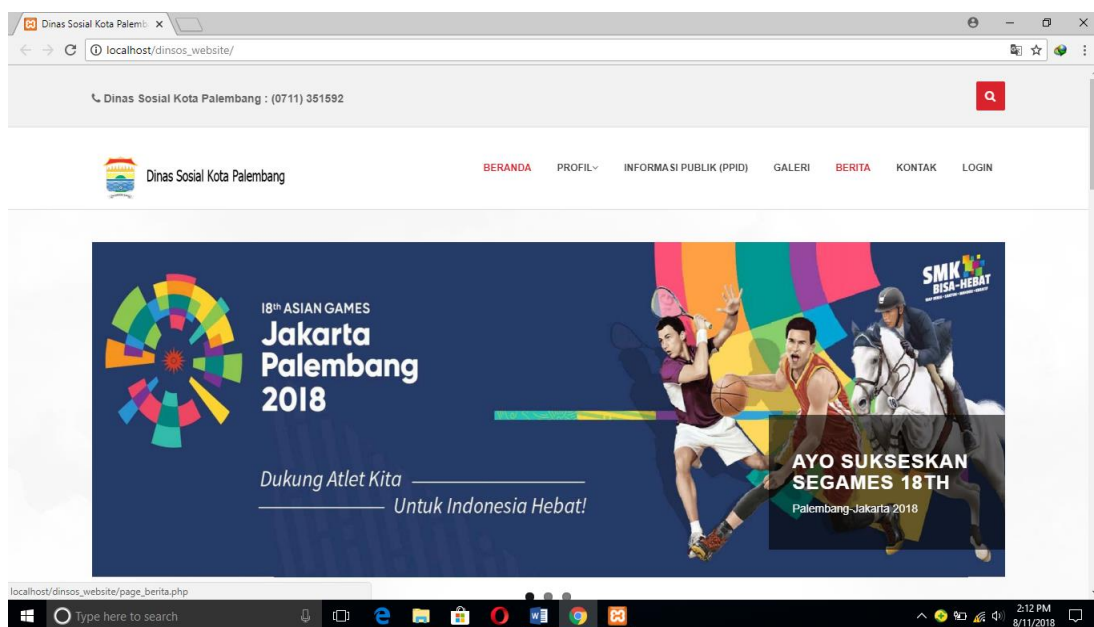 Dinas Sosial Kota Palemb
localhost/dinsos_website/
Dinas Sosial Kota Palembang : (0711) 351592
Dinas Sosial Kota Palembang
BERANDA PROFIL INFORMASI PUBLIK (PPID) GALERI BERITA KONTAK LOGIN
SMK
BISA-HEBAT
18th ASIAN GAMES
Jakarta
Palembang
2018
Dukung Atlet Kita
Untuk Indonesia Hebat!
AYO SUKSESKAN
SEGAMES 18TH
Palembang-Jakarta 2018
localhost/dinsos_website/page_berita.php
Type here to search
2:12 PM
8/11/2018